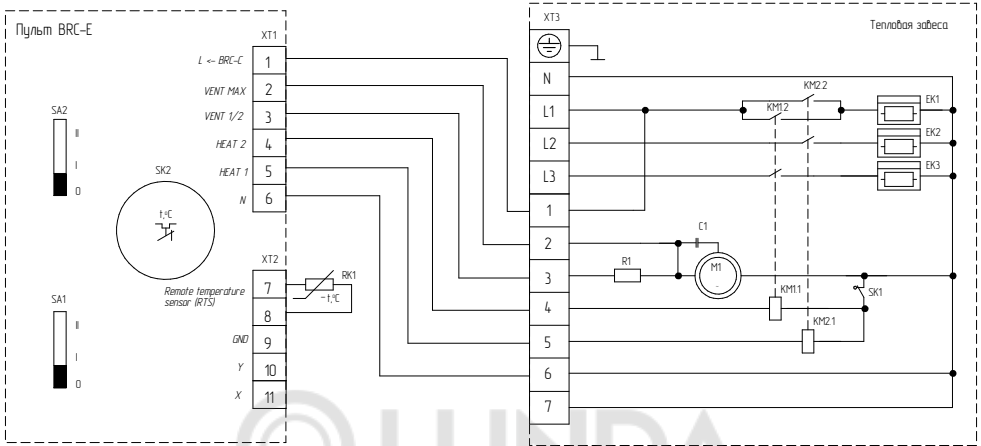 Пульт BRC-E
XT1
L <- BRC-C 1
VENT MAX 2
VENT 1/2 3
HEAT 2 4
HEAT 1 5
N 6
SA2
II
I
0
SK2
t,°C
XT2
Remote temperature
sensor (RTS)
7
8
GND 9
Y 10
X 11
RK1
-t,°C
SA1
II
I
0
XT3
Тепловая завеса
N
L1
L2
L3
1
2
3
4
5
6
7
KM2.2
KM1.2
EK1
EK2
EK3
C1
R1
M1
KM1.1
SK1
KM2.1
LUNDA